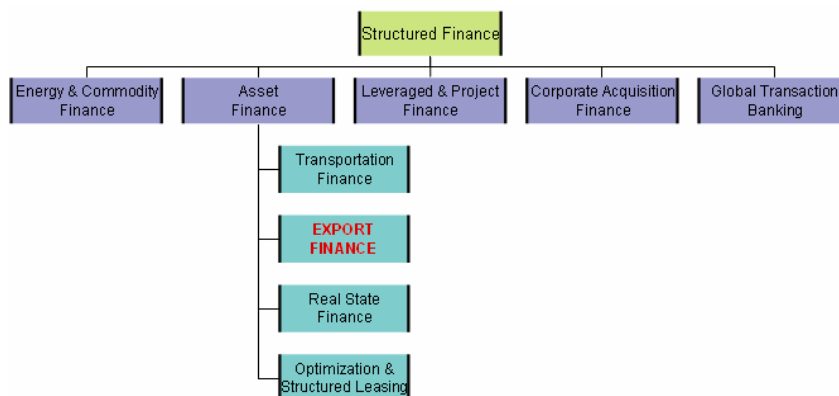 Structured Finance
Energy & Commodity
Finance
Asset
Finance
Leveraged & Project
Finance
Corporate Acquisition
Finance
Global Transaction
Banking
Transportation
Finance
EXPORT
FINANCE
Real State
Finance
Optimization &
Structured Leasing